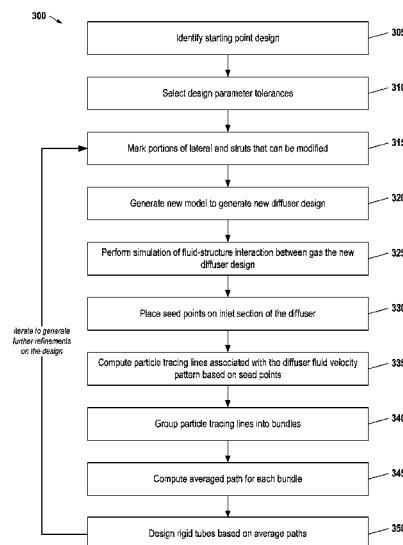 300
Identify starting point design
305
Select design parameter tolerances
310
Mark portions of lateral and struts that can be modified
315
Generate new model to generate new diffuser design
320
Perform simulation of fluid-structure interaction between gas the new
diffuser design
325
Place seed points on inlet section of the diffuser
330
Compute particle tracing lines associated with the diffuser fluid velocity
pattern based on seed points
335
iterate to generate
further refinements
on the design
Group particle tracing lines into bundles
340
Compute averaged path for each bundle
345
Design rigid tubes based on average paths
350